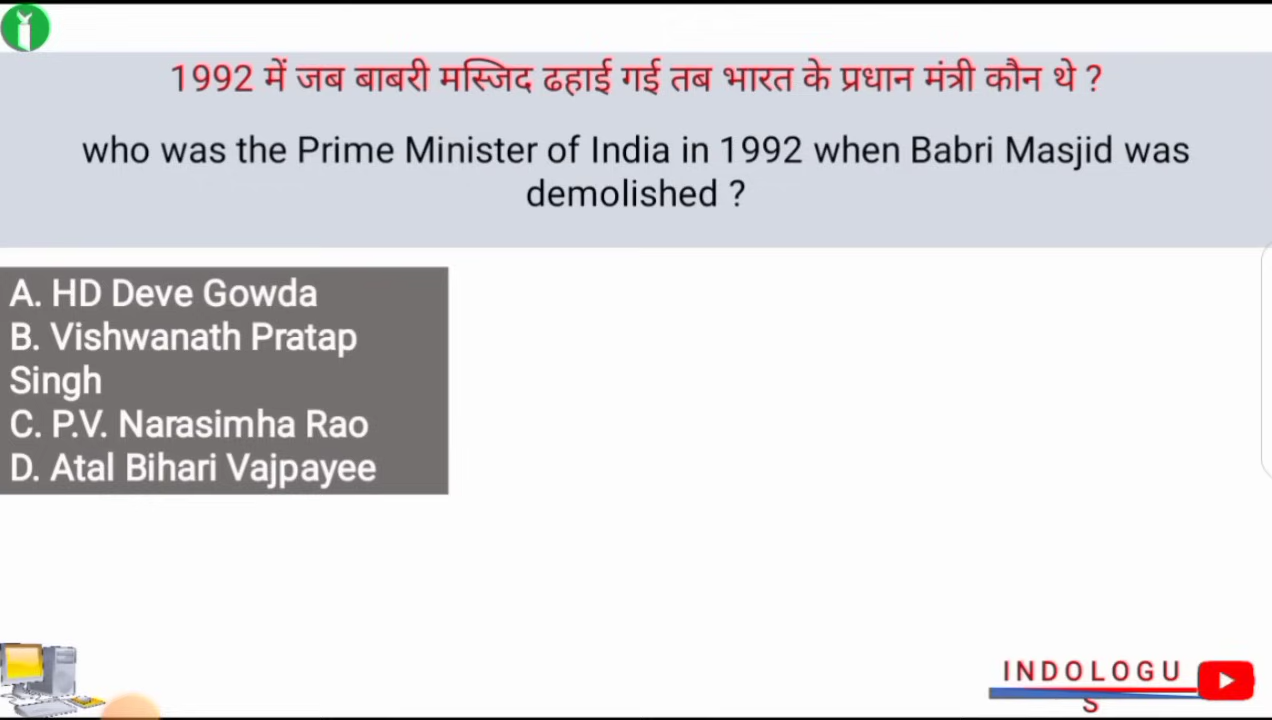 1992 में जब बाबरी मस्जिद ढहाई गई तब भारत के प्रधान मंत्री कौन थे ?
who was the Prime Minister of India in 1992 when Babri Masjid was
demolished ?
A. HD Deve Gowda
B. Vishwanath Pratap
Singh
C. P.V. Narasimha Rao
D. Atal Bihari Vajpayee
INDOLOGU
S